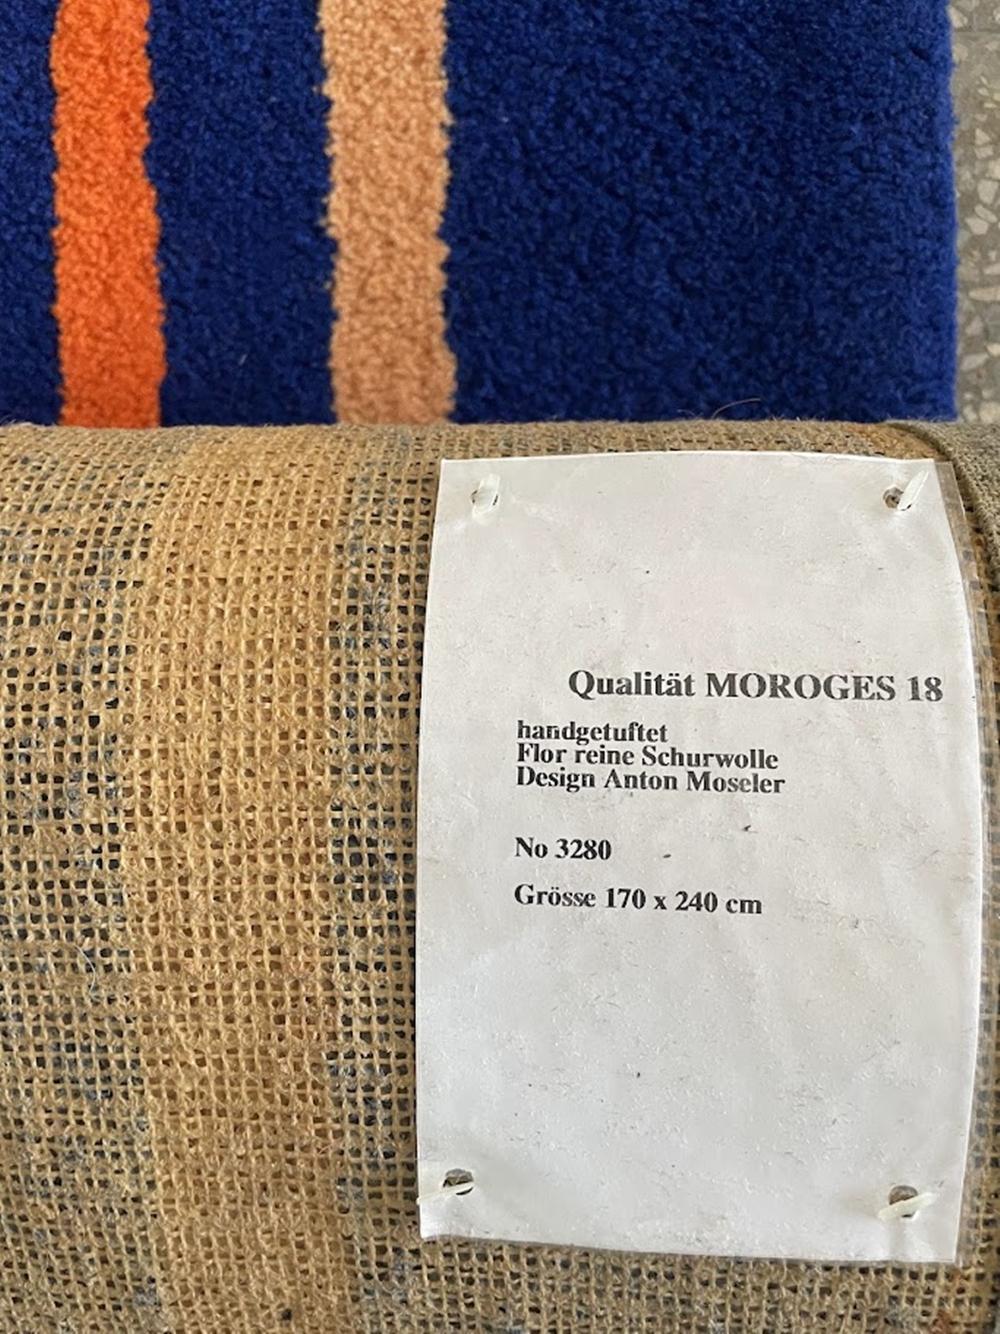 Qualität MOROGES 18
handgetuftet
Flor reine Schurwolle
Design Anton Moseler
No 3280
Grösse 170 x 240 cm